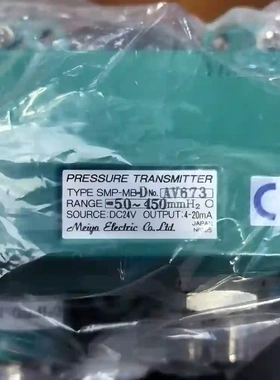 PRESSURE TRANSMITTER
TYPE SMP-MB-D No. AV673
RANGE -50~450mmH₂O
SOURCE:DC24V OUTPUT:4-20mA
Meiyo Electric Co.,Ltd. JAPAN
C